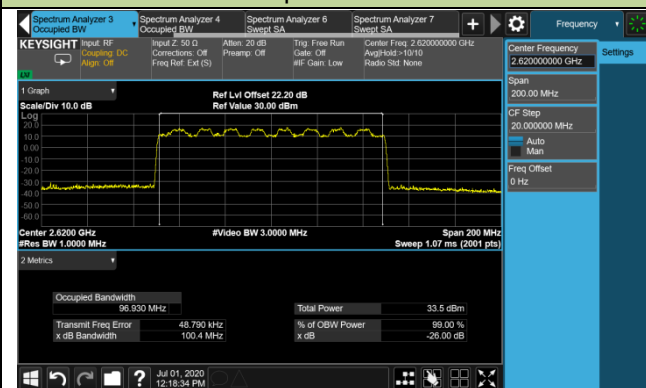 Spectrum Analyzer 3
Occupied BW
Spectrum Analyzer 4
Occupied BW
Spectrum Analyzer 6
Swept SA
Spectrum Analyzer 7
Swept SA
Frequency
KEYSIGHT
Input: RF
Coupling: DC
Align: Off
Input Z: 50 Ω
Corrections: Off
Freq Ref: Ext (S)
Atten: 20 dB
Preamp: Off
Trig: Free Run
Gate: Off
#IF Gain: Low
Center Freq: 2.620000000 GHz
Avg|Hold:>10/10
Radio Std: None
LXI
Center Frequency
2.620000000 GHz
Settings
Span
200.00 MHz
CF Step
20.000000 MHz
Auto
Man
Freq Offset
0 Hz
1 Graph
Scale/Div 10.0 dB
Ref Lvl Offset 22.20 dB
Ref Value 30.00 dBm
Log
20.0
10.0
0.00
-10.0
-20.0
-30.0
-40.0
-50.0
-60.0
Center 2.6200 GHz
#Res BW 1.0000 MHz
#Video BW 3.0000 MHz
Span 200 MHz
Sweep 1.07 ms (2001 pts)
2 Metrics
Occupied Bandwidth
96.930 MHz
Total Power 33.5 dBm
Transmit Freq Error 48.790 kHz
% of OBW Power 99.00 %
x dB Bandwidth 100.4 MHz
x dB -26.00 dB
?
Jul 01, 2020
12:18:34 PM